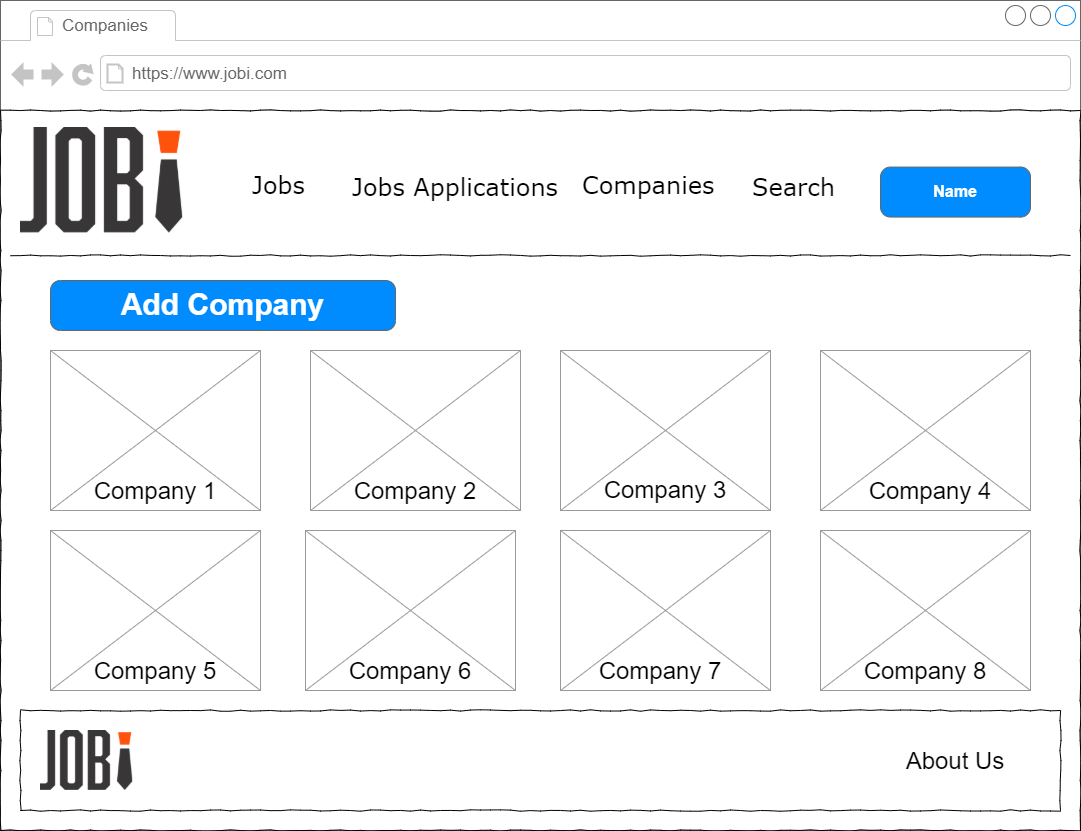 Companies
https://www.jobi.com
JOBi
Jobs
Jobs Applications
Companies
Search
Name
Add Company
Company 1
Company 2
Company 3
Company 4
Company 5
Company 6
Company 7
Company 8
JOBi
About Us